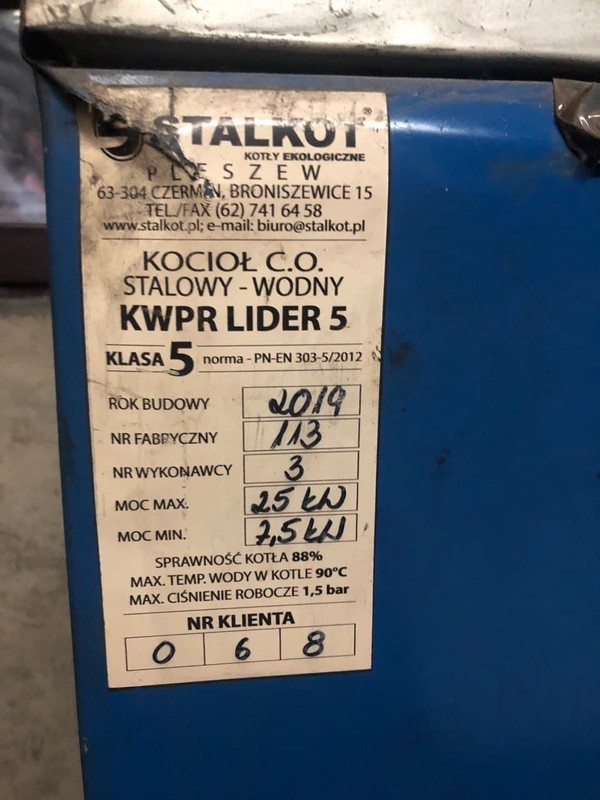 STALKOT®
KOTŁY EKOLOGICZNE
PLESZEW
63-304 CZERMIN, BRONISZEWICE 15
TEL./FAX (62) 741 64 58
www.stalkot.pl; e-mail: biuro@stalkot.pl
KOCIOŁ C.O.
STALOWY - WODNY
KWPR LIDER 5
KLASA 5 norma - PN-EN 303-5/2012
ROK BUDOWY 2019
NR FABRYCZNY 113
NR WYKONAWCY 3
MOC MAX. 25 kW
MOC MIN. 7,5 kW
SPRAWNOŚĆ KOTŁA 88%
MAX. TEMP. WODY W KOTLE 90°C
MAX. CIŚNIENIE ROBOCZE 1,5 bar
NR KLIENTA
0 6 8